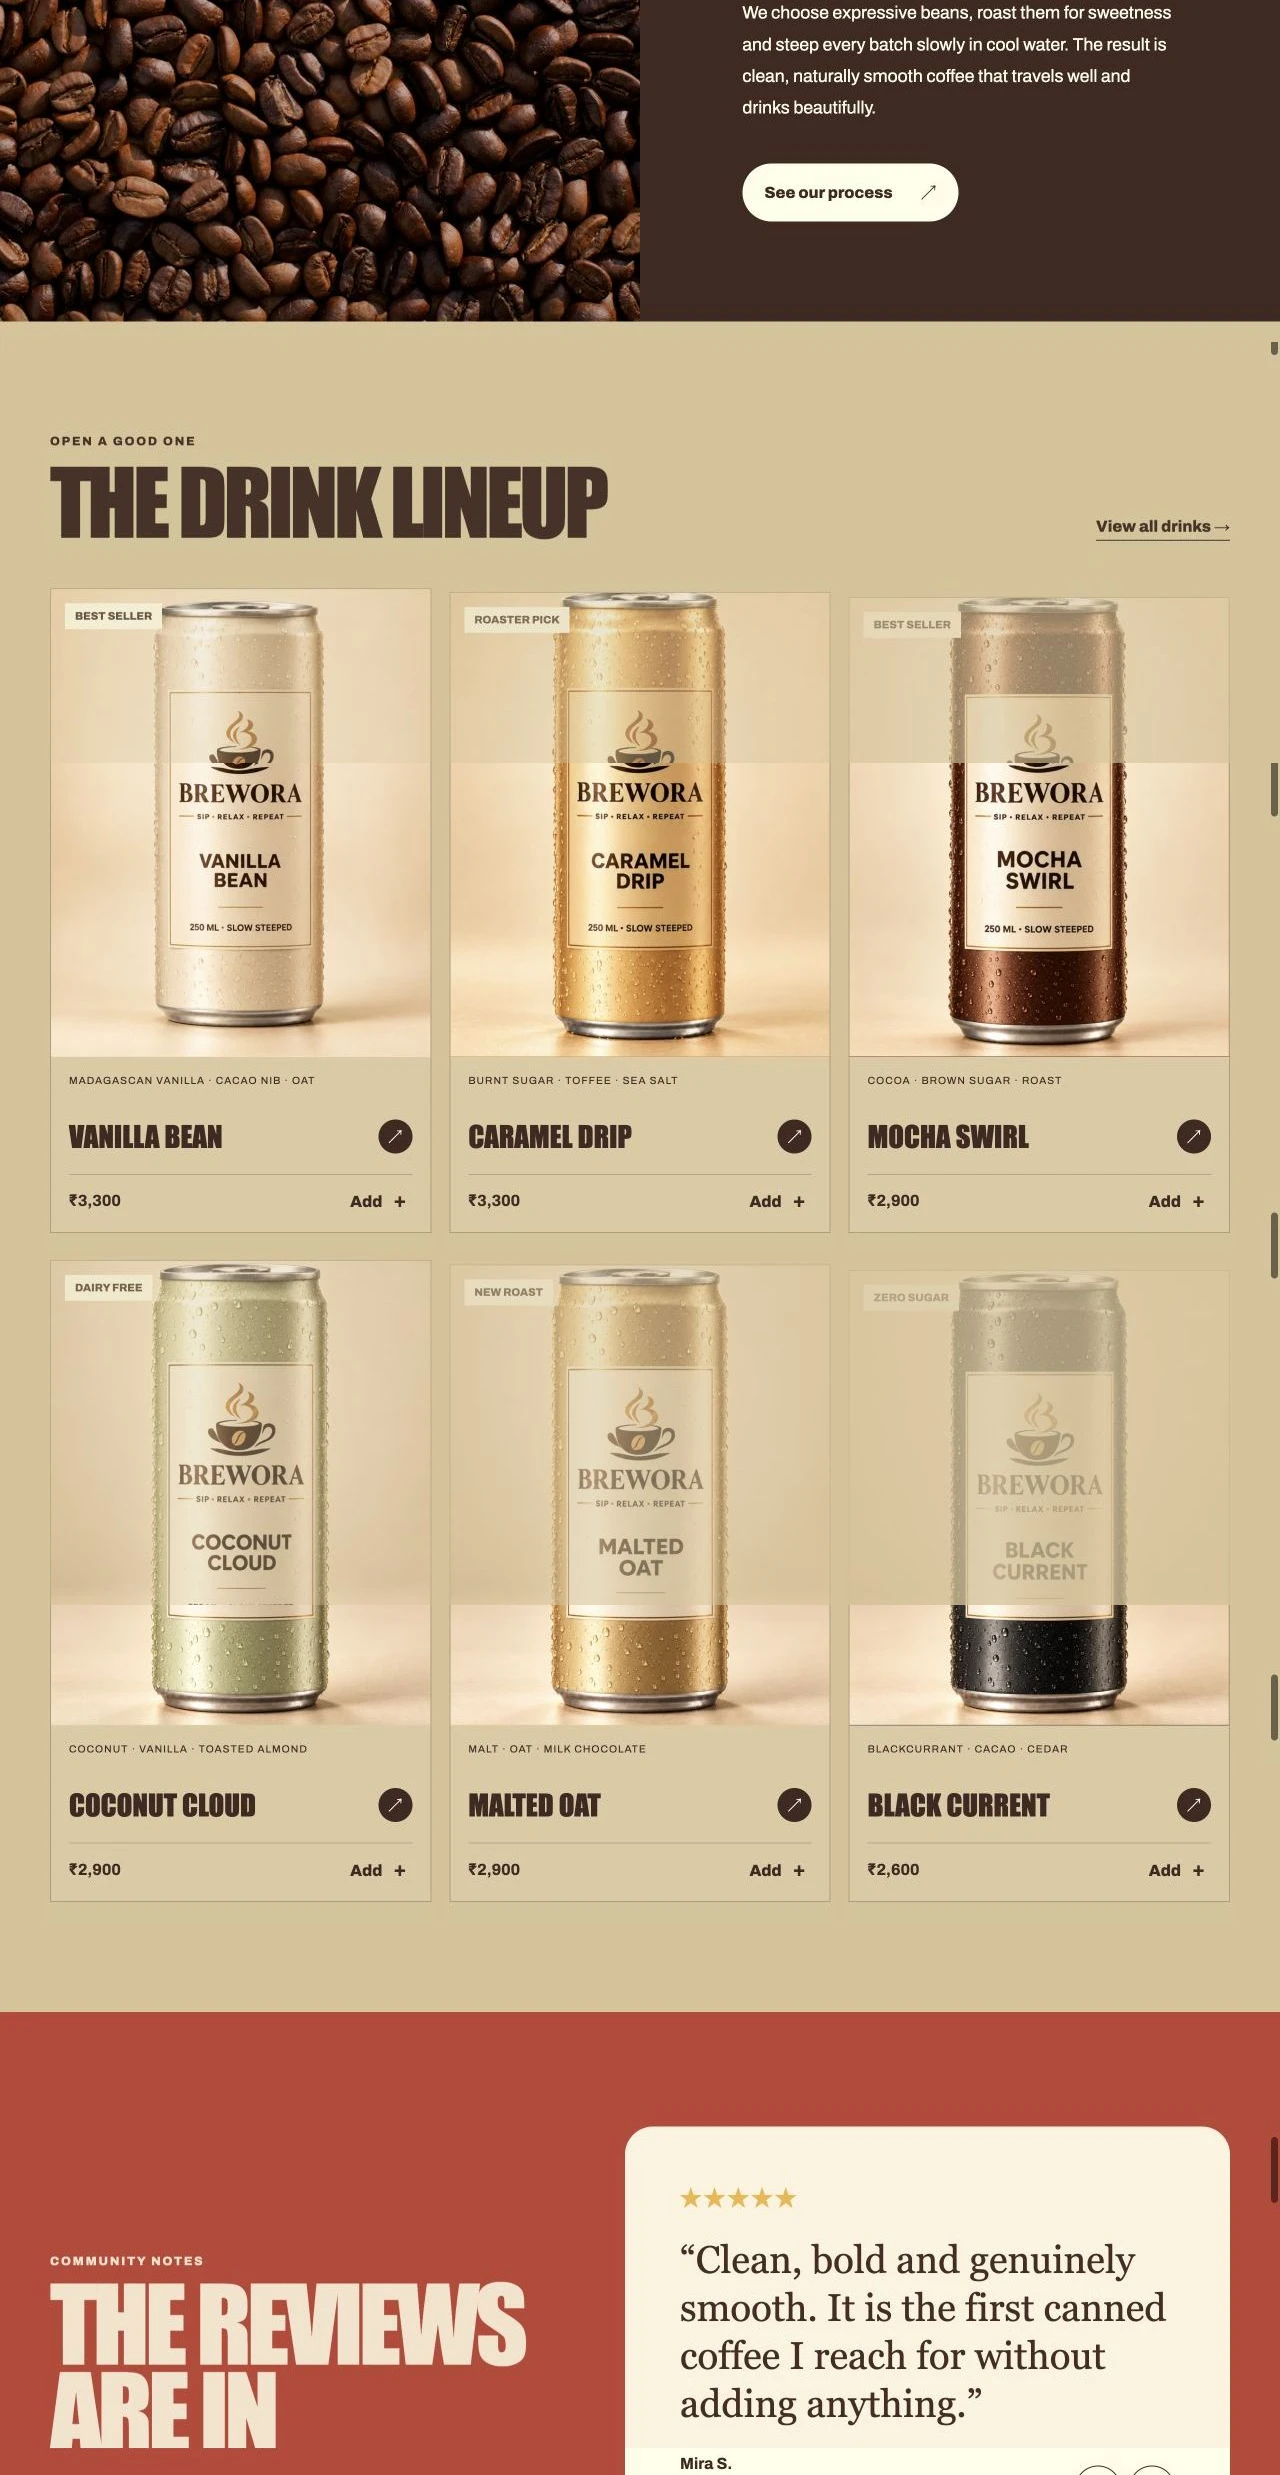 We choose expressive beans, roast them for sweetness
and steep every batch slowly in cool water. The result is
clean, naturally smooth coffee that travels well and
drinks beautifully.
See our process ↗
OPEN A GOOD ONE
THE DRINK LINEUP
View all drinks →
BEST SELLER
BREWORA
SIP • RELAX • REPEAT
VANILLA
BEAN
250 ML • SLOW STEEPED
MADAGASCAN VANILLA · CACAO NIB · OAT
VANILLA BEAN ↗
₹3,300 Add +
ROASTER PICK
BREWORA
SIP • RELAX • REPEAT
CARAMEL
DRIP
250 ML • SLOW STEEPED
BURNT SUGAR · TOFFEE · SEA SALT
CARAMEL DRIP ↗
₹3,300 Add +
BEST SELLER
BREWORA
SIP • RELAX • REPEAT
MOCHA
SWIRL
250 ML • SLOW STEEPED
COCOA · BROWN SUGAR · ROAST
MOCHA SWIRL ↗
₹2,900 Add +
DAIRY FREE
BREWORA
SIP • RELAX • REPEAT
COCONUT
CLOUD
COCONUT · VANILLA · TOASTED ALMOND
COCONUT CLOUD ↗
₹2,900 Add +
NEW ROAST
BREWORA
SIP • RELAX • REPEAT
MALTED
OAT
MALT · OAT · MILK CHOCOLATE
MALTED OAT ↗
₹2,900 Add +
ZERO SUGAR
BREWORA
SIP • RELAX • REPEAT
BLACK
CURRENT
BLACKCURRANT · CACAO · CEDAR
BLACK CURRENT ↗
₹2,600 Add +
COMMUNITY NOTES
THE REVIEWS
ARE IN
★★★★★
“Clean, bold and genuinely
smooth. It is the first canned
coffee I reach for without
adding anything.”
Mira S.